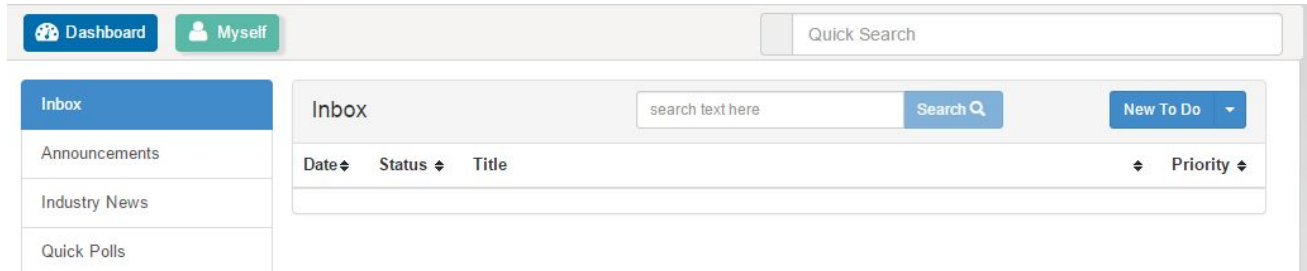 Dashboard Myself Quick Search
Inbox
Announcements
Industry News
Quick Polls
Inbox search text here Search New To Do
Date Status Title Priority